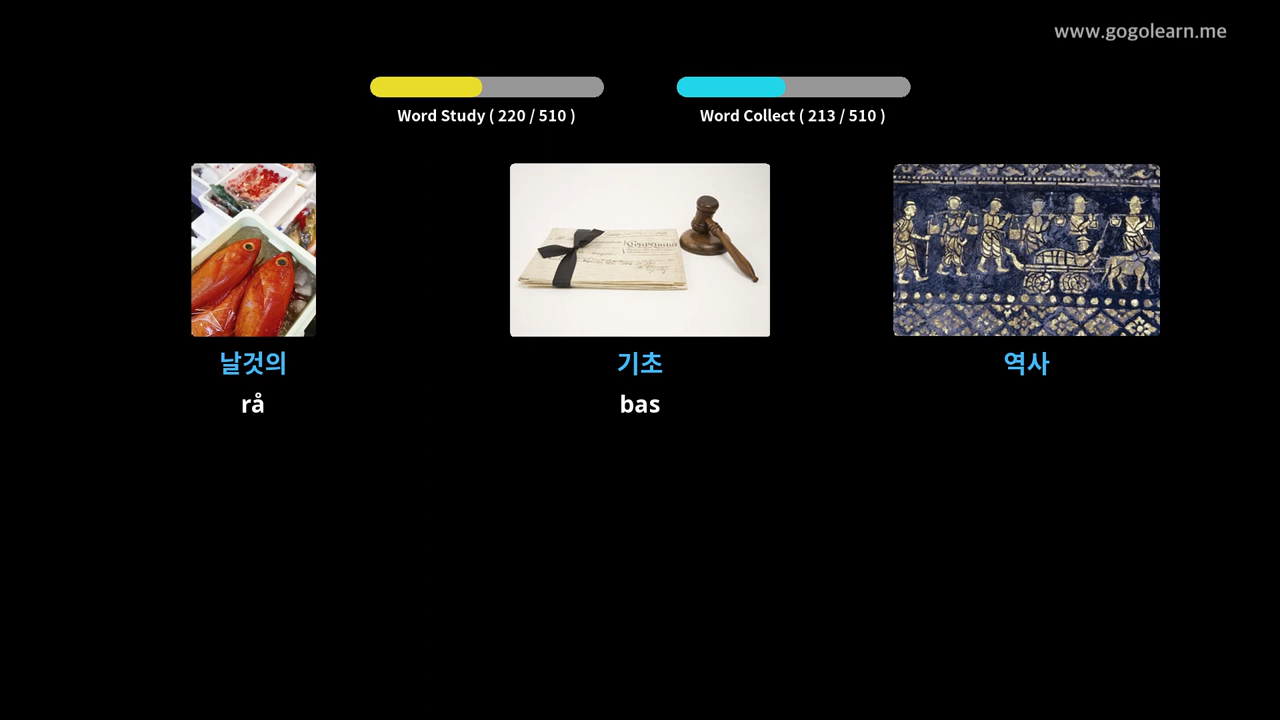 www.gogolearn.me
Word Study ( 220 / 510 )
Word Collect ( 213 / 510 )
날것의
기초
역사
rå
bas